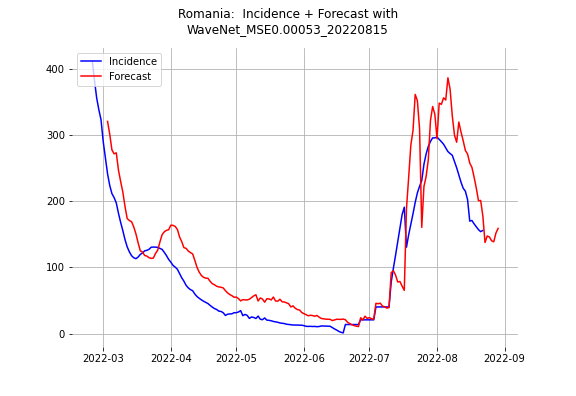 Romania:  Incidence + Forecast with
WaveNet_MSE0.00053_20220815
Incidence
Forecast
400
300
200
100
0
2022-03 2022-04 2022-05 2022-06 2022-07 2022-08 2022-09